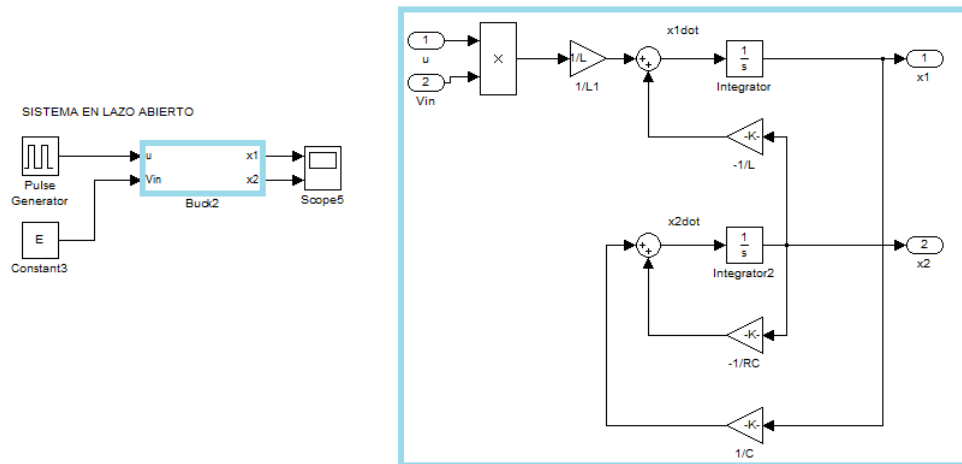 SISTEMA EN LAZO ABIERTO
Pulse
Generator
E
Constant3
u
Vin
x1
x2
Buck2
Scope5
1
u
2
Vin
×
1/L
1/L1
x1dot
1
s
Integrator
1
x1
-K-
-1/L
x2dot
1
s
Integrator2
2
x2
-K-
-1/RC
-K-
1/C